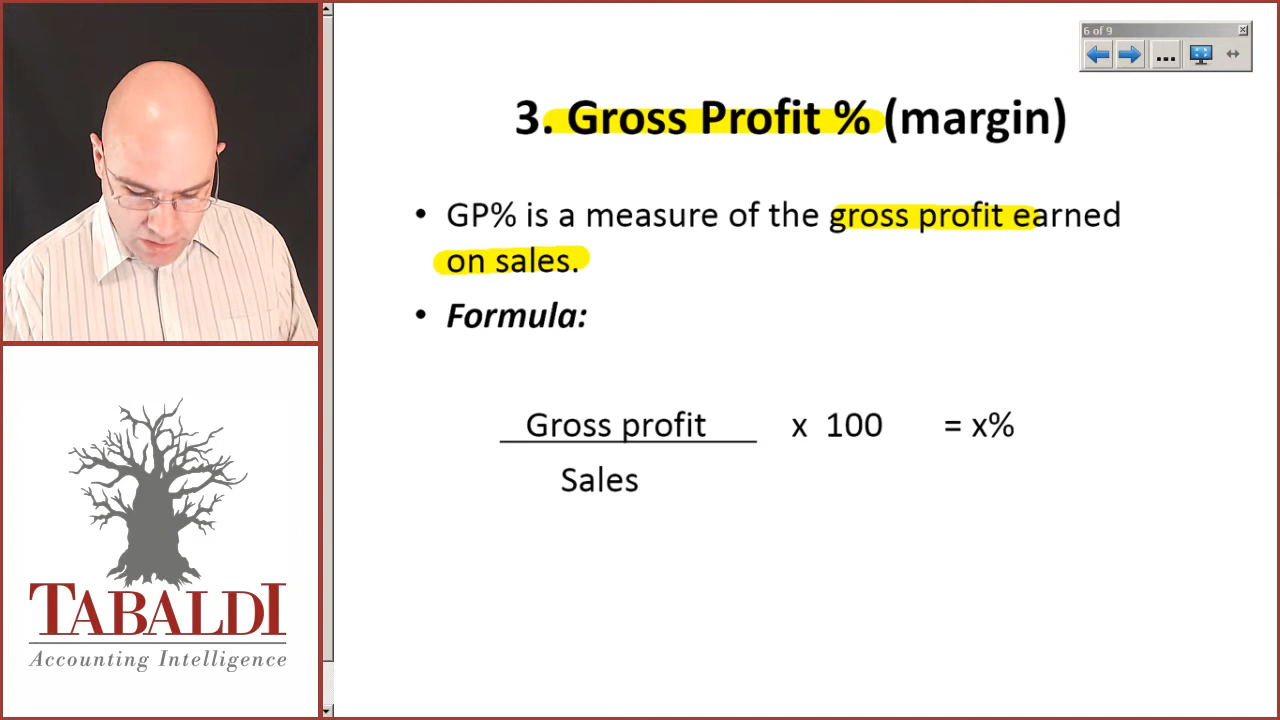 6 of 9
3. Gross Profit % (margin)
• GP% is a measure of the gross profit earned
on sales.
• Formula:
Gross profit x 100 = x%
Sales
TABALDI
Accounting Intelligence